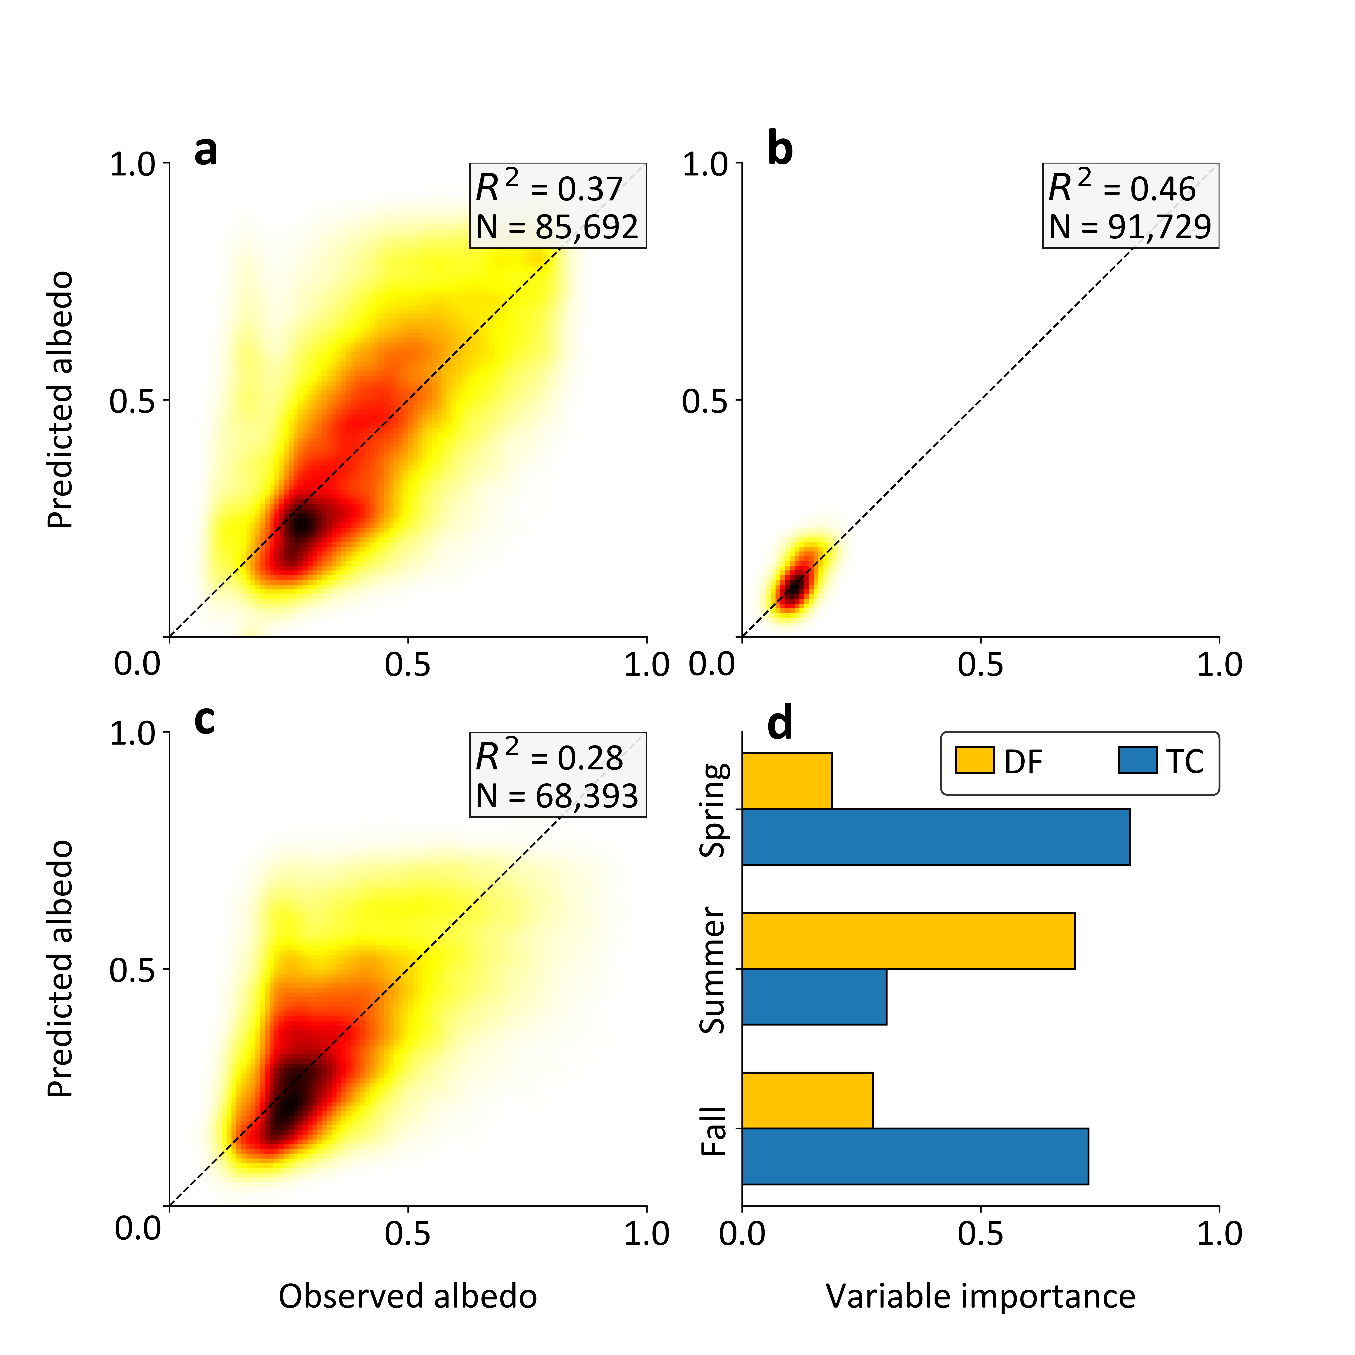 a
b
1.0
R² = 0.37
N = 85,692
1.0
R² = 0.46
N = 91,729
Predicted albedo
0.5
0.5
0.0
0.5
1.0
0.0
0.5
1.0
c
d
1.0
R² = 0.28
N = 68,393
DF
TC
Spring
Predicted albedo
0.5
Summer
Fall
0.0
0.5
1.0
0.0
0.5
1.0
Observed albedo
Variable importance